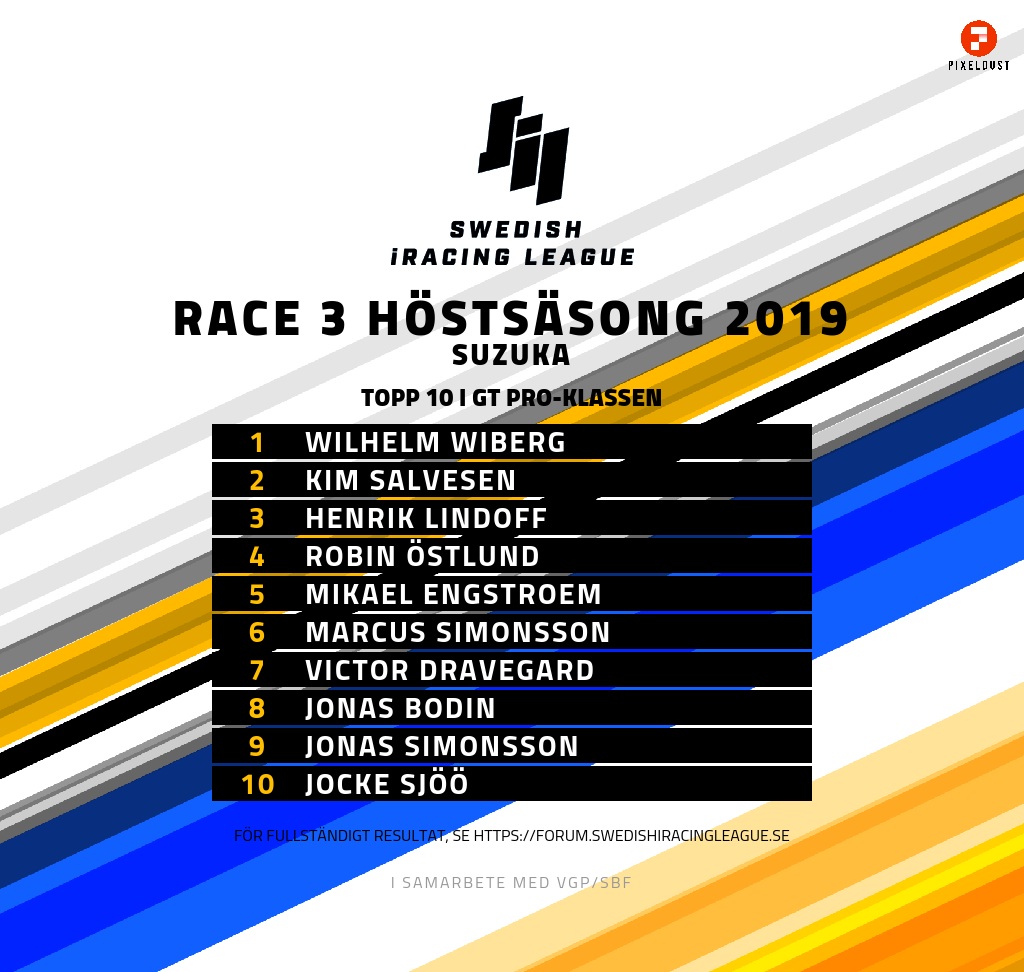 PIXELDUST
SWEDISH
iRACING LEAGUE
RACE 3 HÖSTSÄSONG 2019
SUZUKA
TOPP 10 I GT PRO-KLASSEN
1 WILHELM WIBERG
2 KIM SALVESEN
3 HENRIK LINDOFF
4 ROBIN ÖSTLUND
5 MIKAEL ENGSTROEM
6 MARCUS SIMONSSON
7 VICTOR DRAVEGARD
8 JONAS BODIN
9 JONAS SIMONSSON
10 JOCKE SJÖÖ
FÖR FULLSTÄNDIGT RESULTAT, SE HTTPS://FORUM.SWEDISHIRACINGLEAGUE.SE
I SAMARBETE MED VGP/SBF